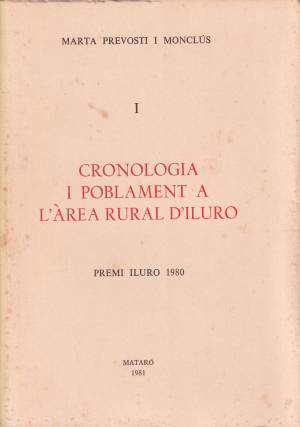 MARTA PREVOSTI I MONCLÚS
I
CRONOLOGIA
I POBLAMENT A
L'ÀREA RURAL D'ILURO
PREMI ILURO 1980
MATARÓ
1981